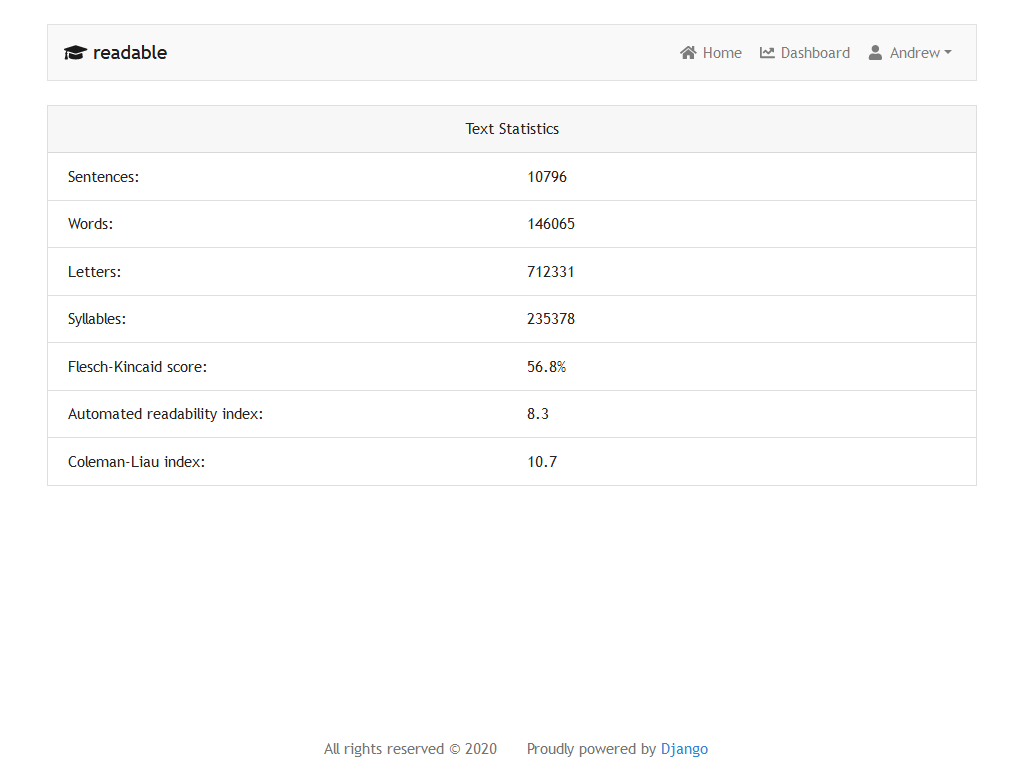 readable Home Dashboard Andrew
Text Statistics
Sentences: 10796
Words: 146065
Letters: 712331
Syllables: 235378
Flesch-Kincaid score: 56.8%
Automated readability index: 8.3
Coleman-Liau index: 10.7
All rights reserved © 2020 Proudly powered by Django